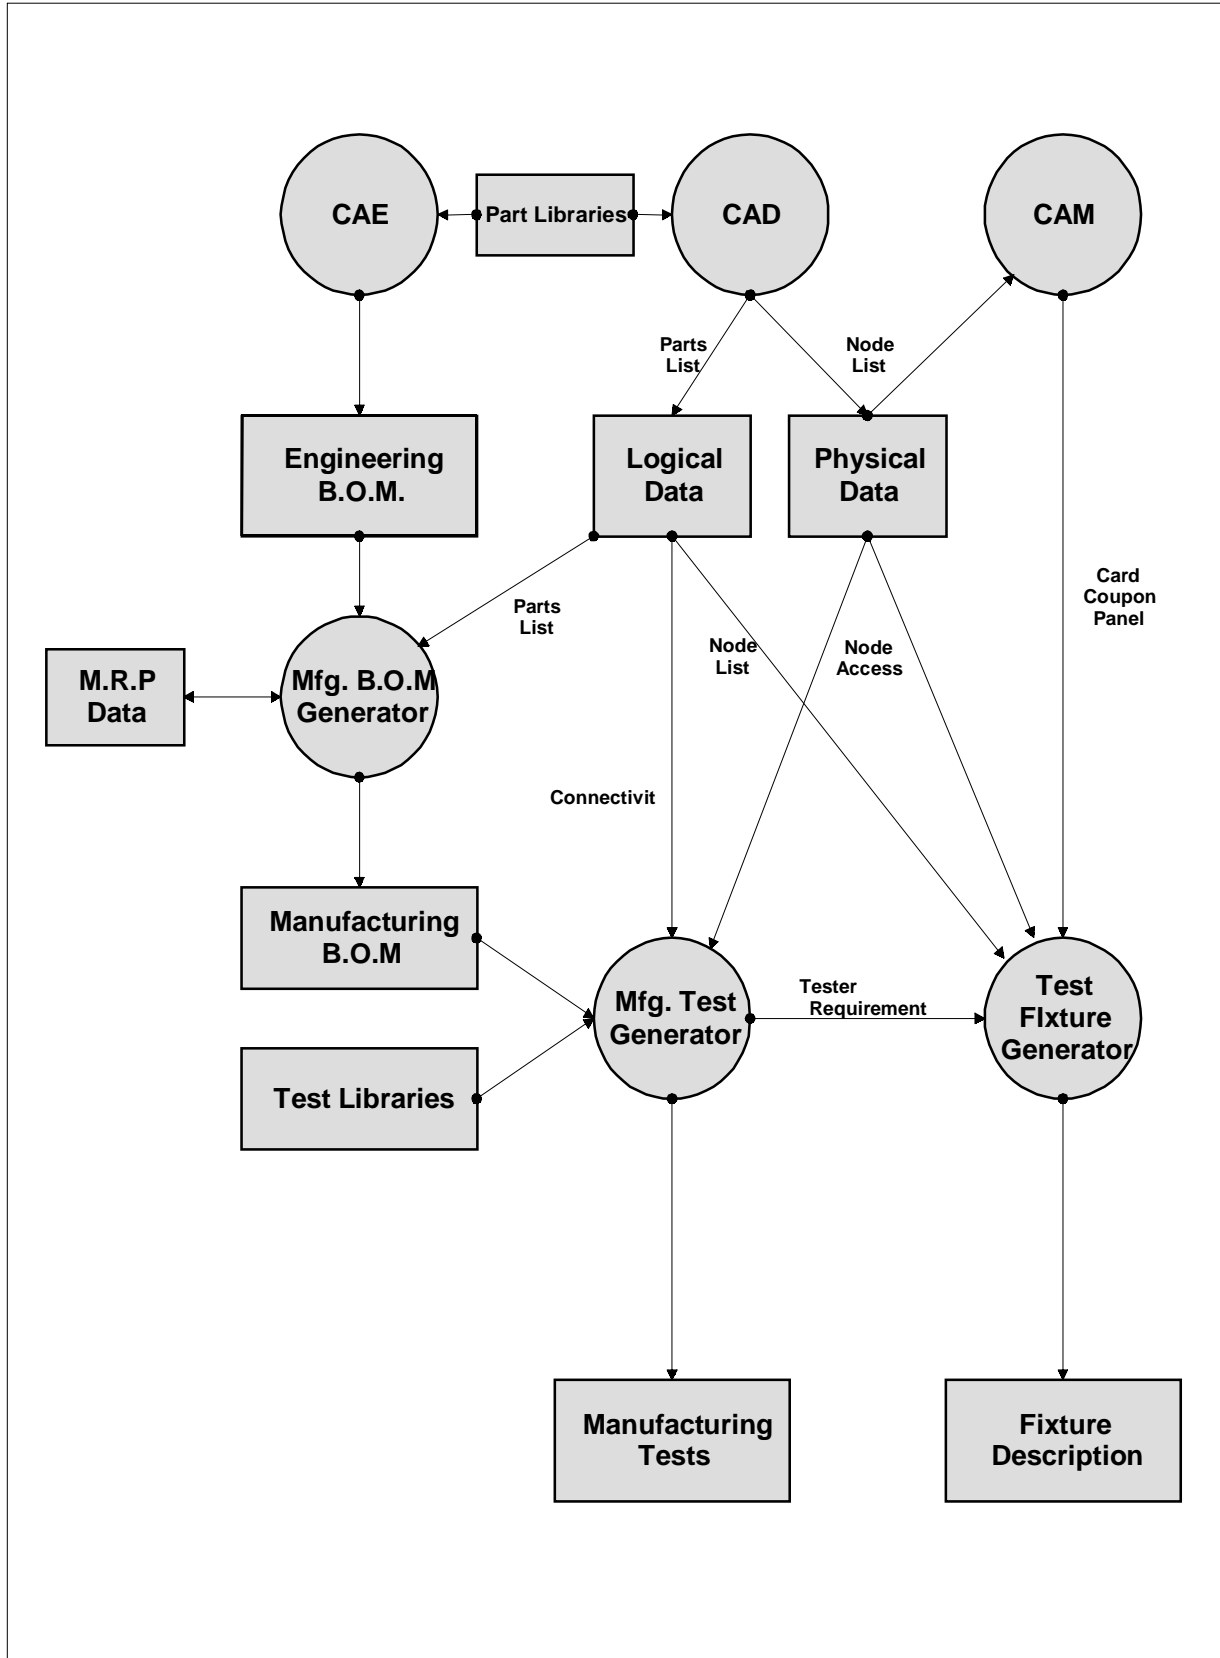 CAE
Part Libraries
CAD
CAM
Parts
List
Node
List
Engineering
B.O.M.
Logical
Data
Physical
Data
Card
Coupon
Panel
Parts
List
Node
List
Node
Access
M.R.P
Data
Mfg. B.O.M
Generator
Connectivit
Manufacturing
B.O.M
Mfg. Test
Generator
Tester
Requirement
Test
FIxture
Generator
Test Libraries
Manufacturing
Tests
Fixture
Description